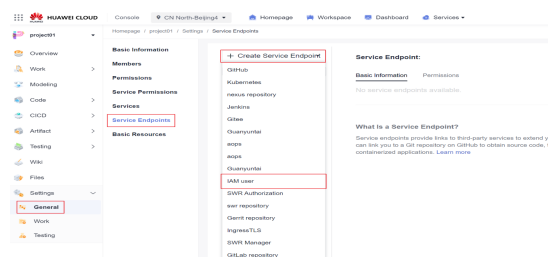 HUAWEI CLOUD
Console
CN North-Beijing4
Homepage
Workspace
Dashboard
Services
project01
Homepage / project01 / Settings / Service Endpoints
Overview
Work
Modeling
Code
CICD
Artifact
Testing
Wiki
Files
Settings
General
Work
Testing
Basic Information
Members
Permissions
Service Permissions
Services
Service Endpoints
Basic Resources
+ Create Service Endpoint
GitHub
Kubernetes
nexus repository
Jenkins
Gitee
Guanyuntai
aops
aops
Guanyuntai
IAM user
SWR Authorization
swr repository
Gerrit repository
IngressTLS
SWR Manager
GitLab repository
Service Endpoint:
Basic Information
Permissions
No service endpoints available.
What Is a Service Endpoint?
Service endpoints provide links to third-party services to extend y
can link you to a Git repository on GitHub to obtain source code,
containerized applications. Learn more